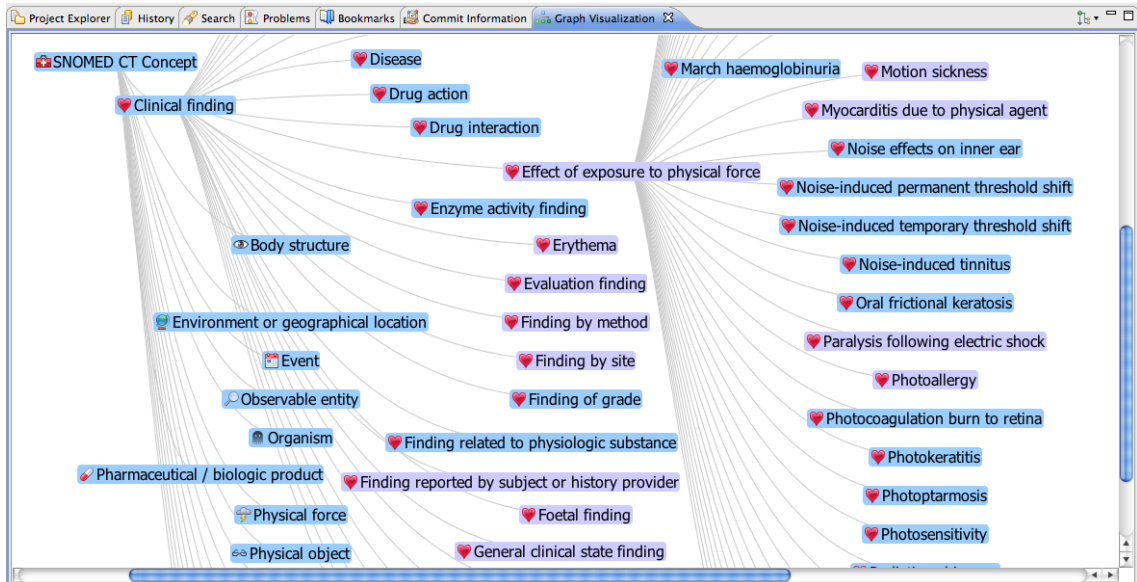 Project Explorer
History
Search
Problems
Bookmarks
Commit Information
Graph Visualization
SNOMED CT Concept
Clinical finding
Body structure
Environment or geographical location
Event
Observable entity
Organism
Pharmaceutical / biologic product
Physical force
Physical object
Disease
Drug action
Drug interaction
Effect of exposure to physical force
Enzyme activity finding
Erythema
Evaluation finding
Finding by method
Finding by site
Finding of grade
Finding related to physiologic substance
Finding reported by subject or history provider
Foetal finding
General clinical state finding
March haemoglobinuria
Motion sickness
Myocarditis due to physical agent
Noise effects on inner ear
Noise-induced permanent threshold shift
Noise-induced temporary threshold shift
Noise-induced tinnitus
Oral frictional keratosis
Paralysis following electric shock
Photoallergy
Photocoagulation burn to retina
Photokeratitis
Photoptarmosis
Photosensitivity